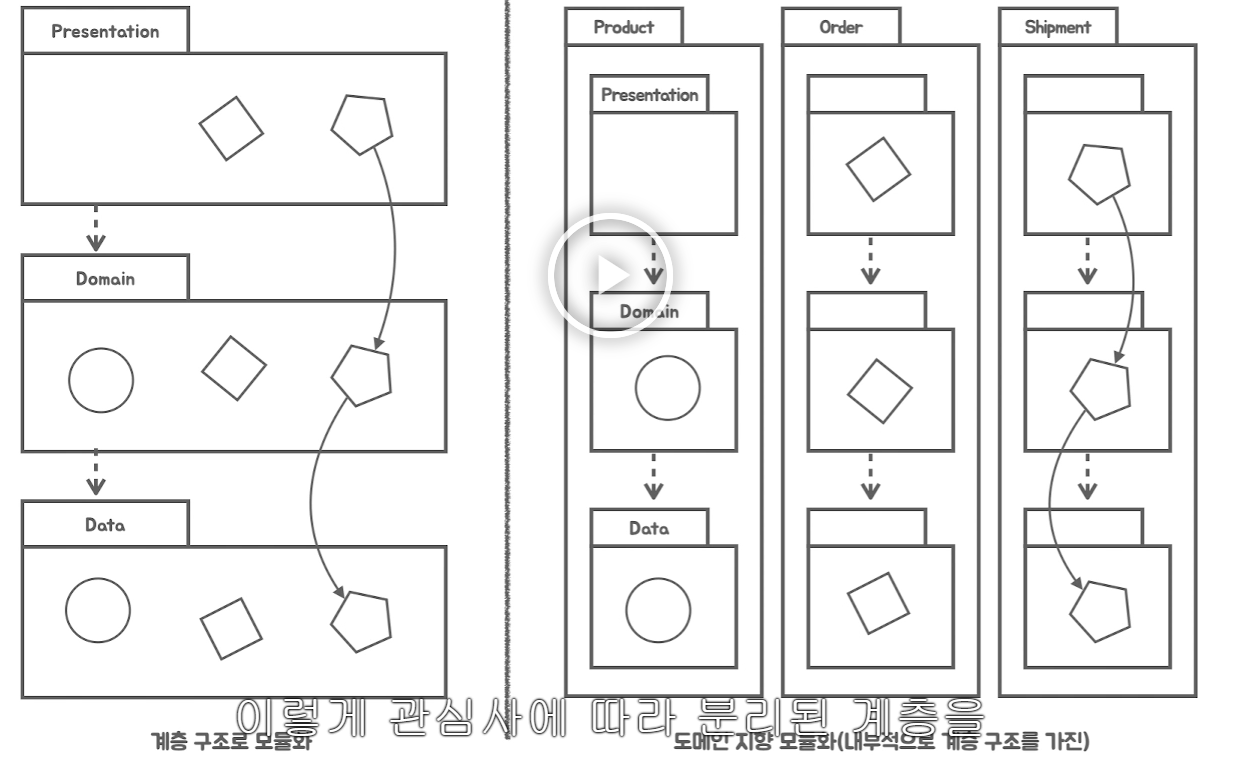 Presentation
Domain
Data
계층 구조로 모듈화
Product
Presentation
Domain
Data
Order
Shipment
도메인 지향 모듈화(내부적으로 계층 구조를 가진)
이렇게 관심사에 따라 분리된 계층을